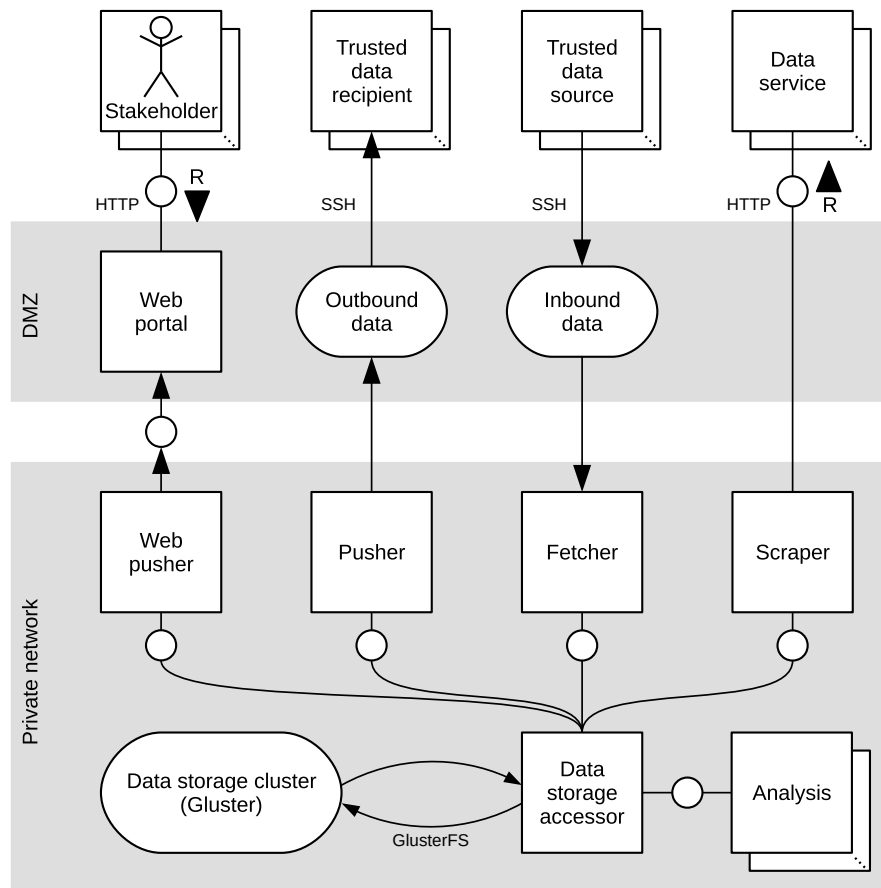 Stakeholder
Trusted
data
recipient
Trusted
data
source
Data
service
R
HTTP
SSH
SSH
HTTP
R
DMZ
Web
portal
Outbound
data
Inbound
data
Private network
Web
pusher
Pusher
Fetcher
Scraper
Data storage cluster
(Gluster)
GlusterFS
Data
storage
accessor
Analysis